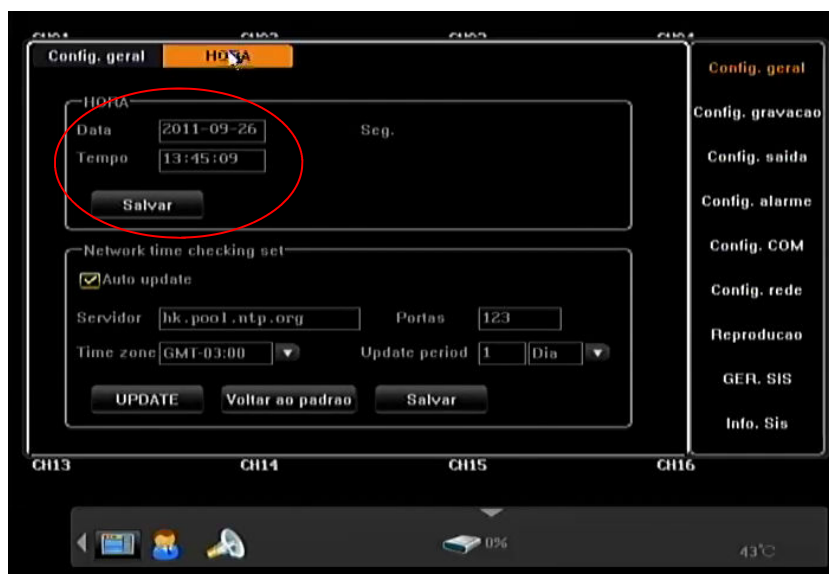 Config. geral HORA
HORA
Data 2011-09-26 Seg.
Tempo 13:45:09
Salvar
Network time checking set
Auto update
Servidor hk.pool.ntp.org Portas 123
Time zone GMT-03:00 Update period 1 Dia
UPDATE Voltar ao padrao Salvar
Config. geral
Config. gravacao
Config. saida
Config. alarme
Config. COM
Config. rede
Reproducao
GER. SIS
Info. Sis
CH13 CH14 CH15 CH16
0%
43°C